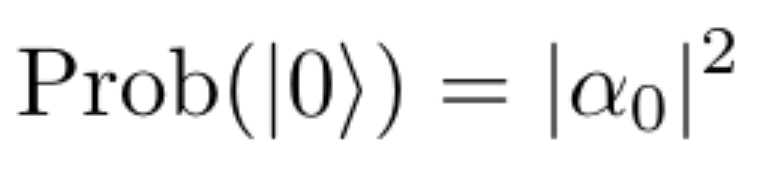 Prob(|0⟩) = |α₀|²